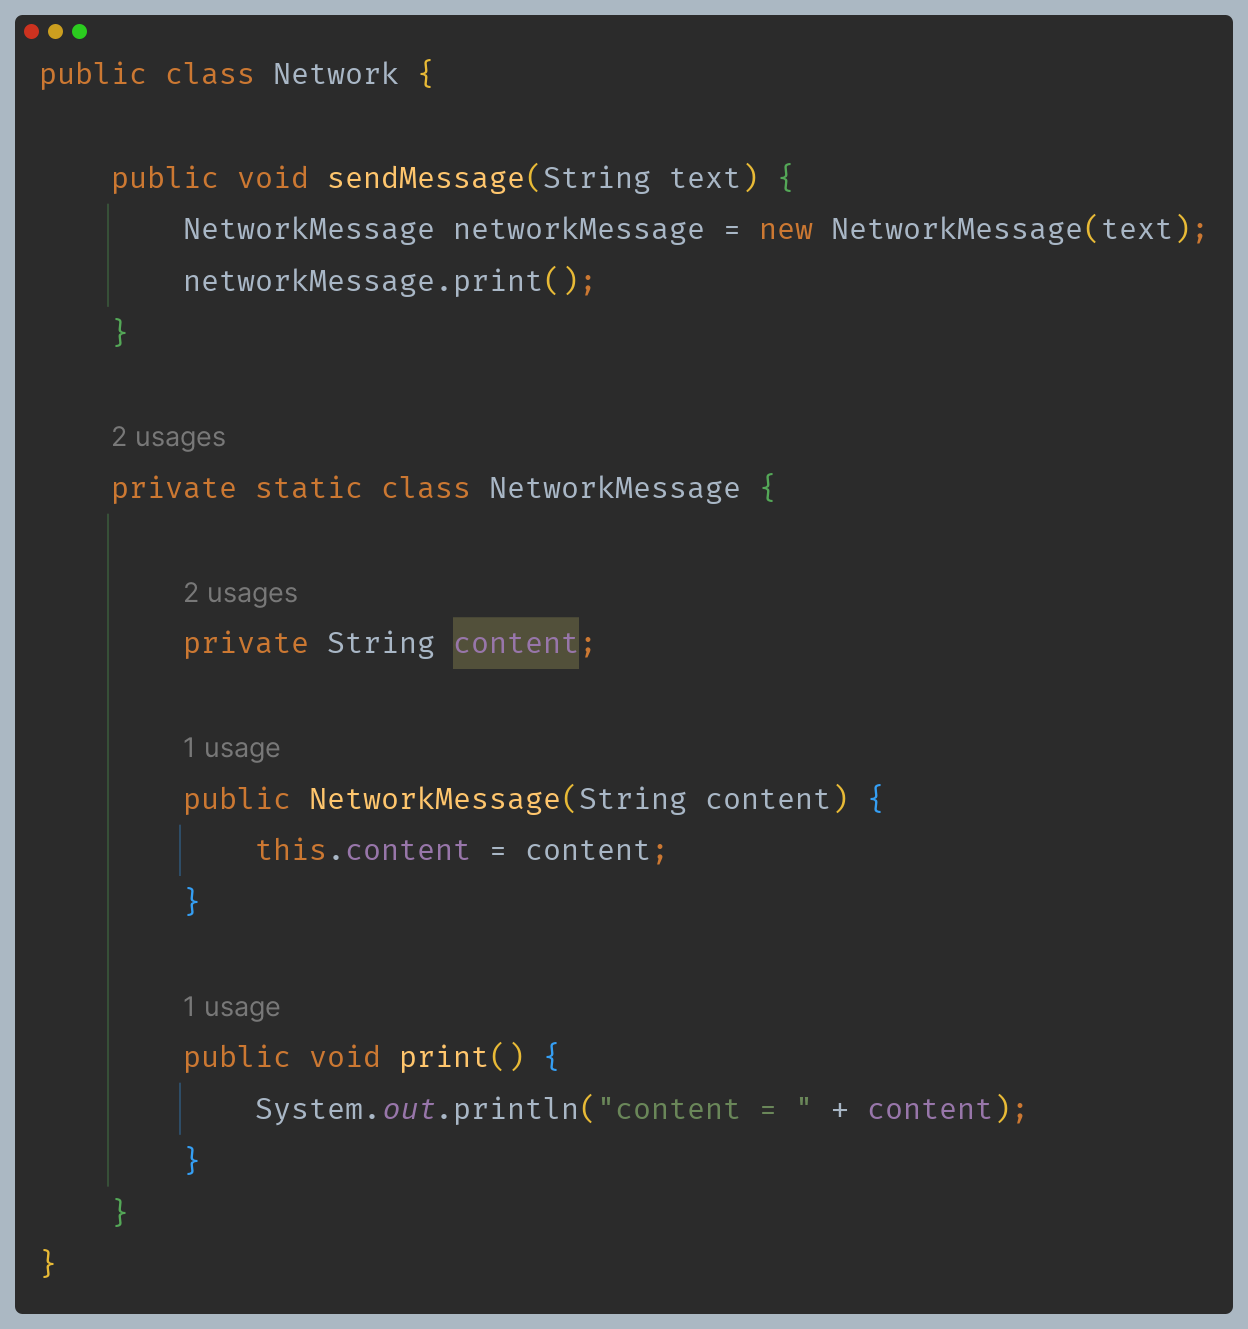 public class Network {
public void sendMessage(String text) {
NetworkMessage networkMessage = new NetworkMessage(text);
networkMessage.print();
}
2 usages
private static class NetworkMessage {
2 usages
private String content;
1 usage
public NetworkMessage(String content) {
this.content = content;
}
1 usage
public void print() {
System.out.println("content = " + content);
}
}
}